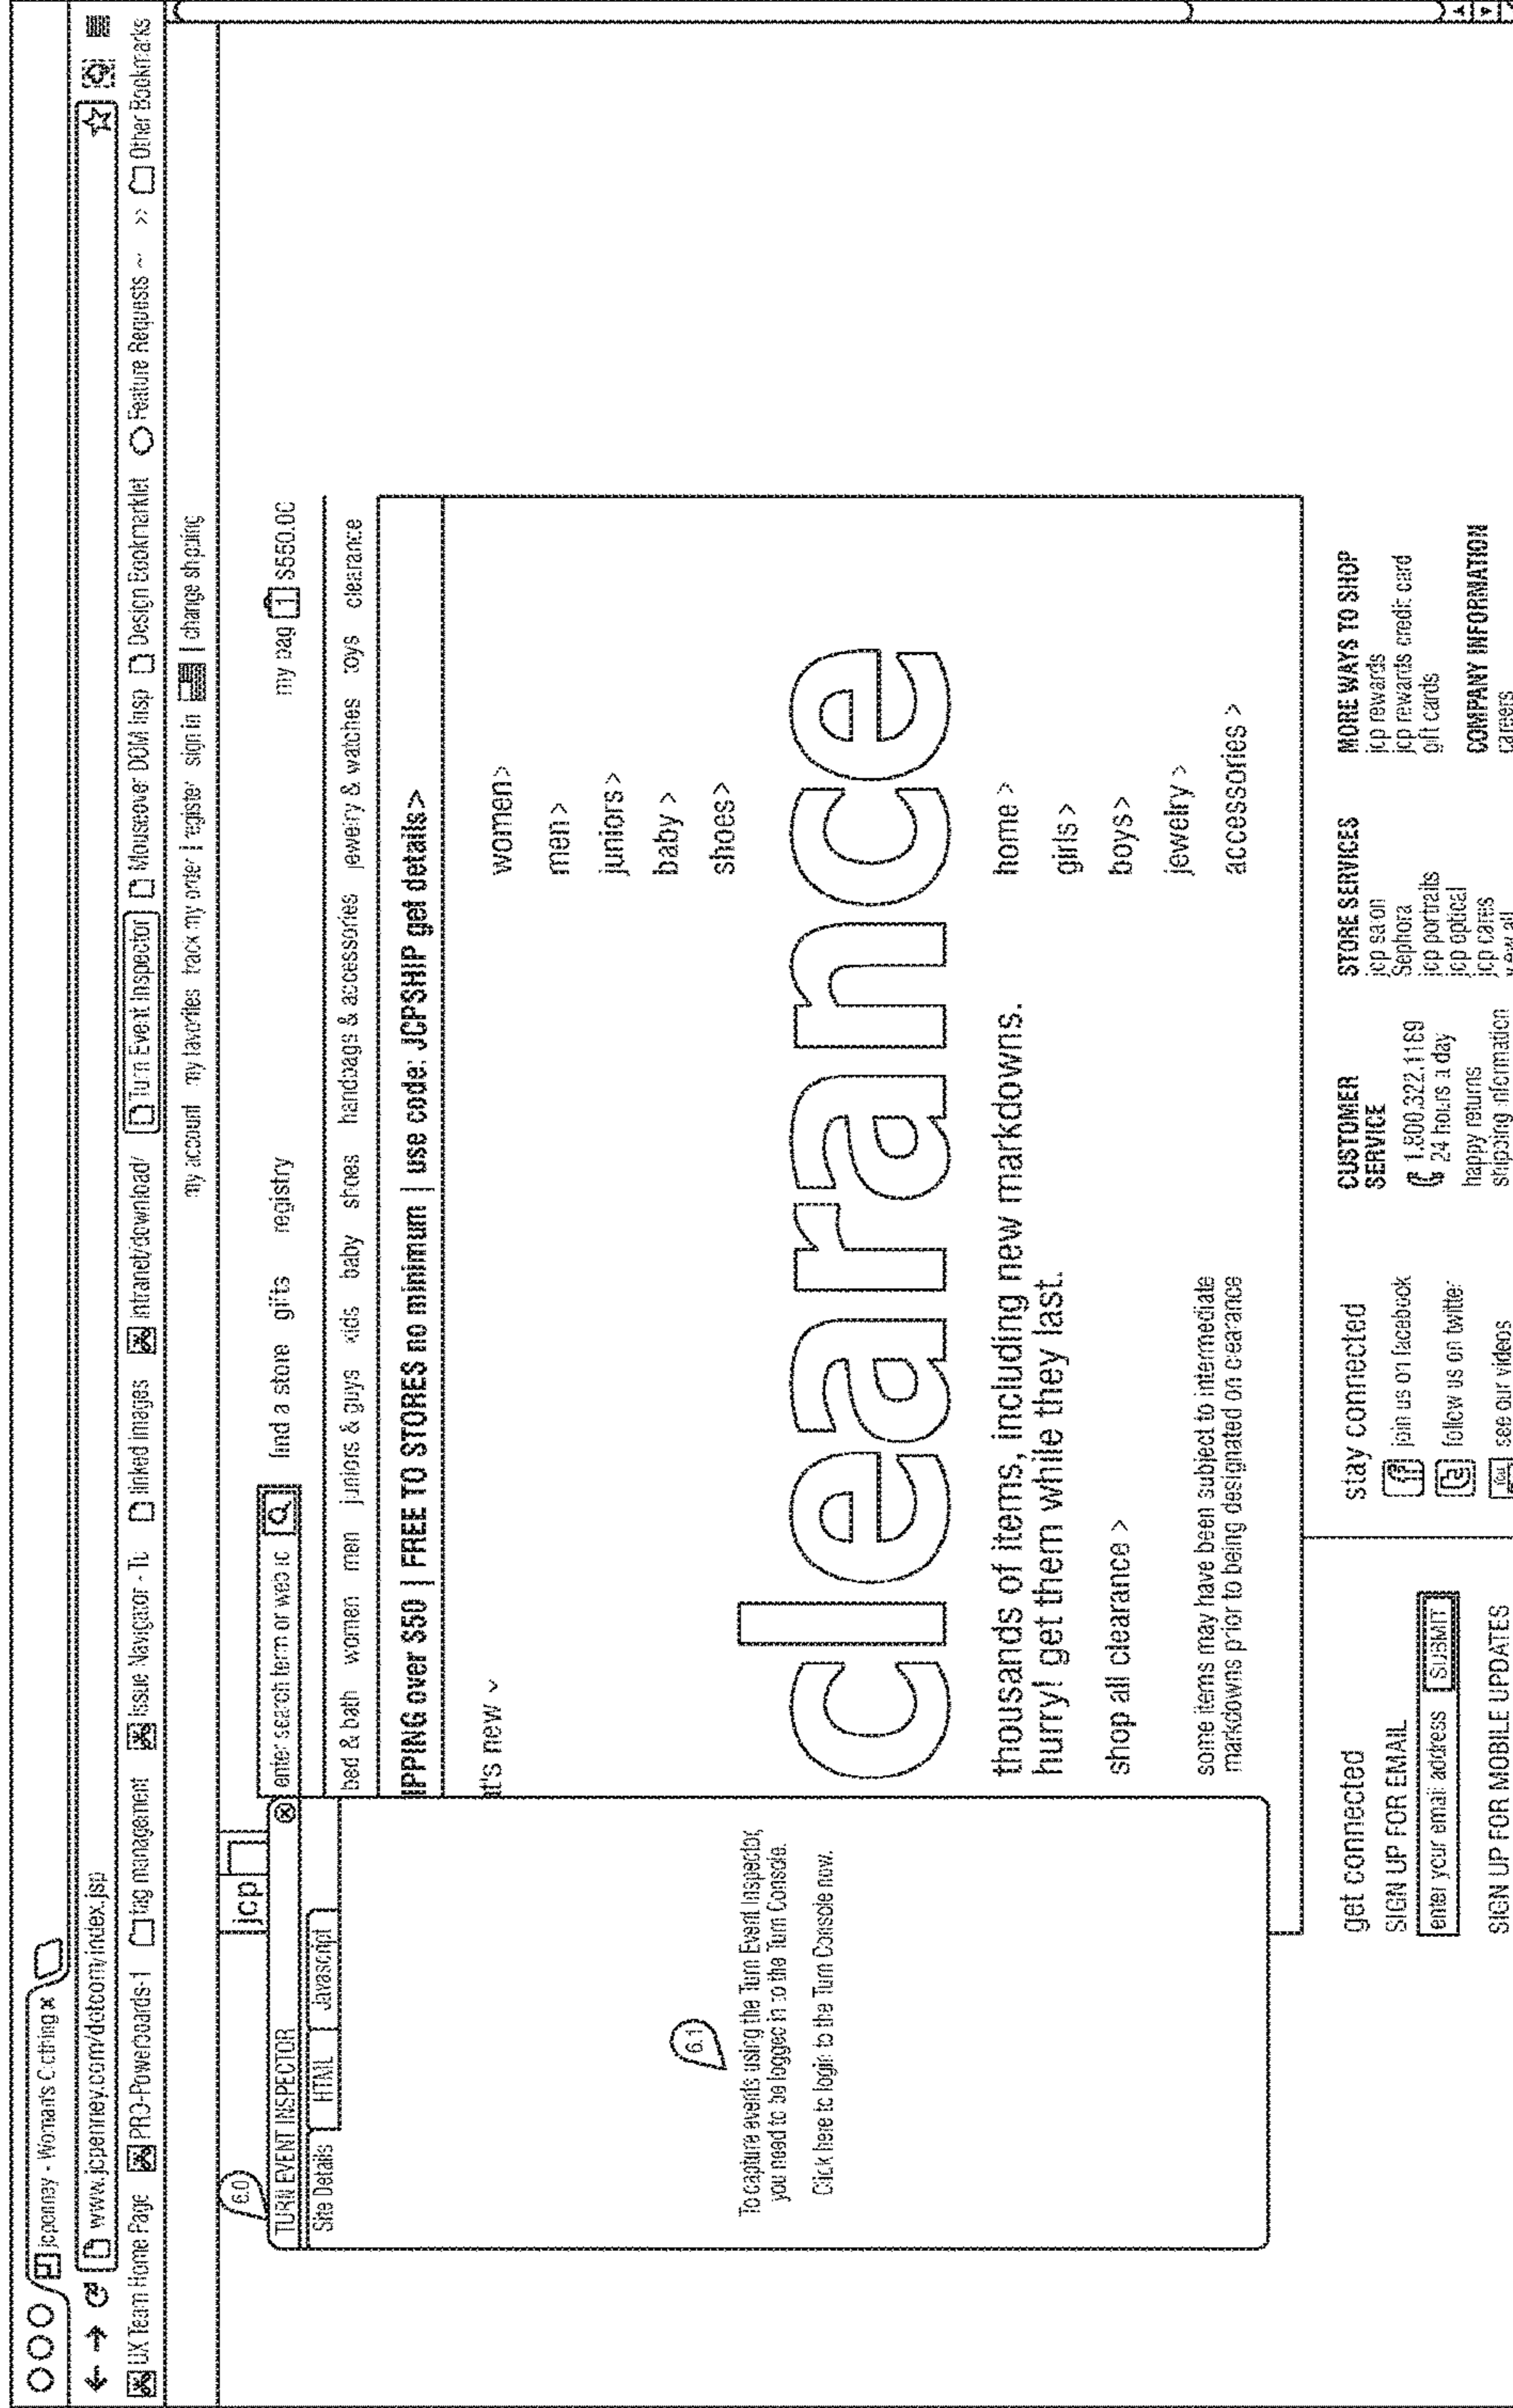 jcpenney - Woman's Clothing ×
www.jcpenney.com/dotcom/index.jsp
UX Team Home Page PRO-Powerboards-1 tag management Issue Navigator - Tu linked images intranet/download/ Turn Event Inspector Mouseover DOM Insp Design Bookmarklet Feature Requests ~ >> Other Bookmarks
my account my favorites track my order | register sign in | change shipping
6.0
jcp
TURN EVENT INSPECTOR
Site Details HTML Javascript
enter search term or web
find a store gifts registry my bag 1 $550.00
bed & bath women men juniors & guys kids baby shoes handbags & accessories jewelry & watches toys clearance
IPPING over $50 | FREE TO STORES no minimum | use code: JCPSHIP get details>
at's new
women>
men >
juniors >
baby >
shoes>
6.1
To capture events using the Turn Event Inspector,
you need to be logged in to the Turn Console.
Click here to login to the Turn Console now.
clearance
thousands of items, including new markdowns.
hurry! get them while they last.
shop all clearance >
some items may have been subject to intermediate
markdowns prior to being designated on clearance
home >
girls >
boys >
jewelry >
accessories >
get connected
SIGN UP FOR EMAIL
enter your email address SUBMIT
SIGN UP FOR MOBILE UPDATES
stay connected
join us on facebook
follow us on twitter
see our videos
CUSTOMER
SERVICE
1.800.322.1189
24 hours a day
happy returns
shipping information
STORE SERVICES
jcp salon
Sephora
jcp portraits
jcp optical
jcp cares
view all
MORE WAYS TO SHOP
jcp rewards
jcp rewards credit card
gift cards
COMPANY INFORMATION
careers